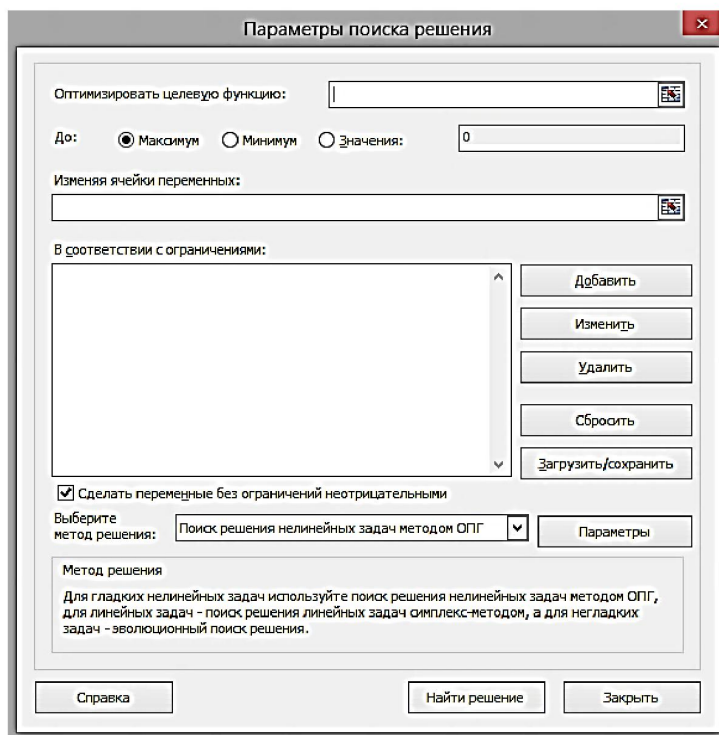 Параметры поиска решения
Оптимизировать целевую функцию:
До: Максимум Минимум Значения: 0
Изменяя ячейки переменных:
В соответствии с ограничениями:
Добавить
Изменить
Удалить
Сбросить
Загрузить/сохранить
Сделать переменные без ограничений неотрицательными
Выберите
метод решения: Поиск решения нелинейных задач методом ОПГ Параметры
Метод решения
Для гладких нелинейных задач используйте поиск решения нелинейных задач методом ОПГ,
для линейных задач - поиск решения линейных задач симплекс-методом, а для негладких
задач - эволюционный поиск решения.
Справка Найти решение Закрыть